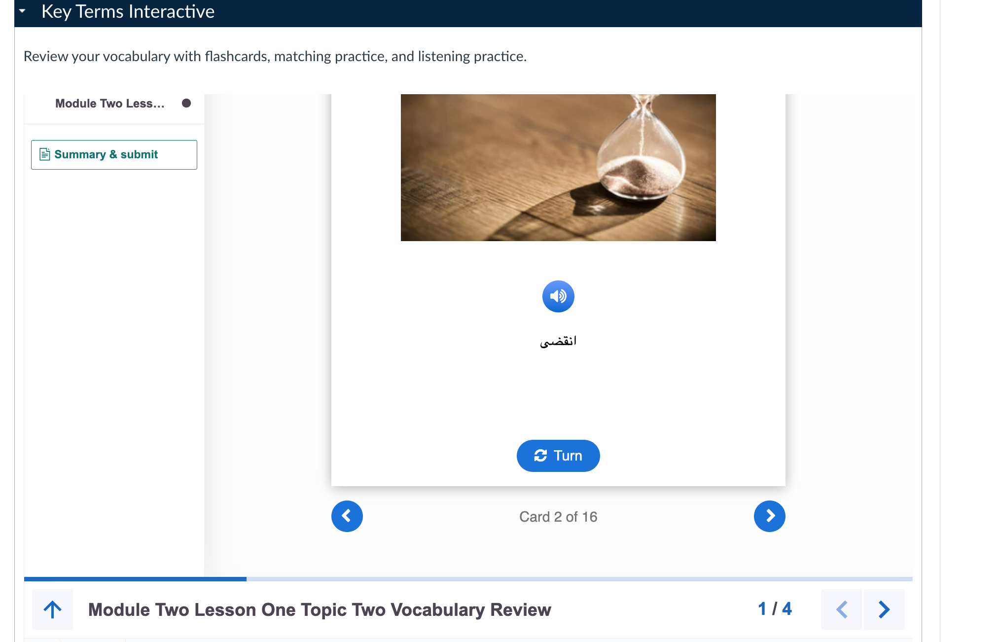 Key Terms Interactive
Review your vocabulary with flashcards, matching practice, and listening practice.
Module Two Less...
Summary & submit
انقضى
Turn
Card 2 of 16
Module Two Lesson One Topic Two Vocabulary Review
1 / 4